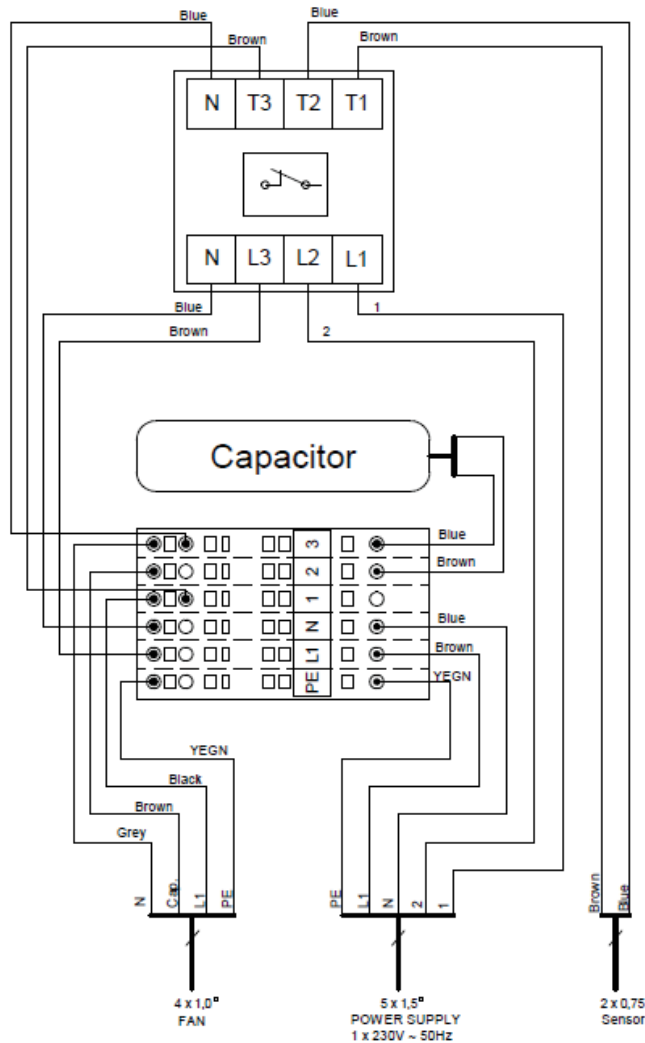 Blue
Blue
Brown
Brown
N T3 T2 T1
N L3 L2 L1
Blue
1
Brown
2
Capacitor
3
Blue
2
Brown
1
N
Blue
L1
Brown
PE
YEGN
YEGN
Black
Brown
Grey
N
Cap.
L1
PE
PE
L1
N
2
1
Brown
Blue
4 x 1,0°
FAN
5 x 1,5°
POWER SUPPLY
1 x 230V ~ 50Hz
2 x 0,75
Sensor